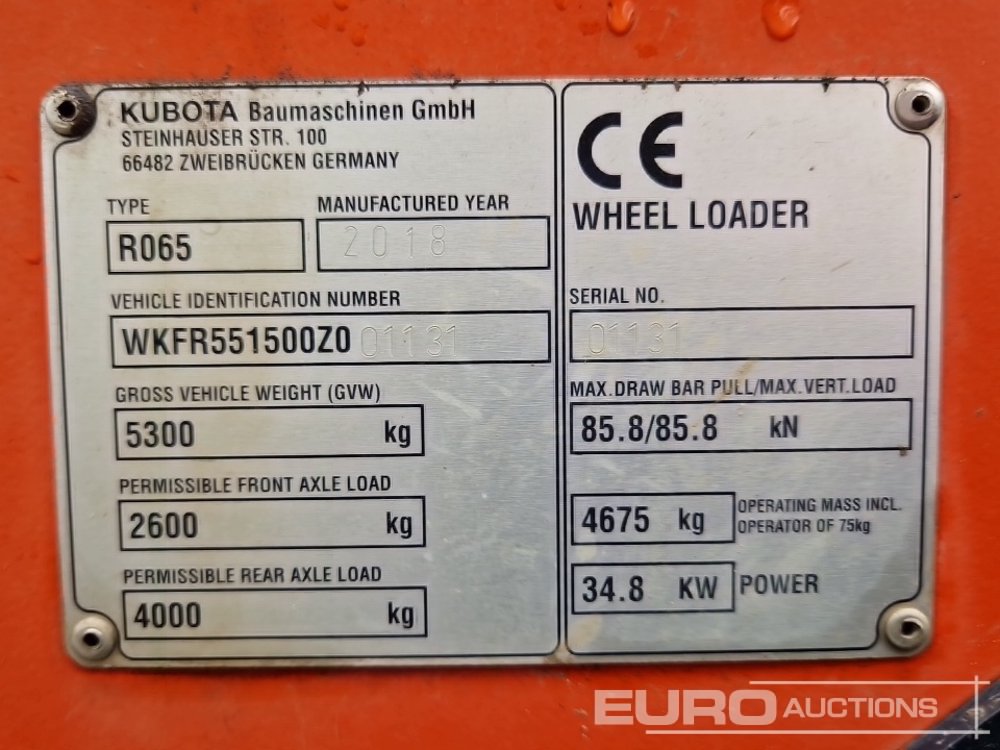 KUBOTA Baumaschinen GmbH
STEINHAUSER STR. 100
66482 ZWEIBRÜCKEN GERMANY
TYPE
R065
MANUFACTURED YEAR
2018
VEHICLE IDENTIFICATION NUMBER
WKFR551500Z001131
GROSS VEHICLE WEIGHT (GVW)
5300 kg
PERMISSIBLE FRONT AXLE LOAD
2600 kg
PERMISSIBLE REAR AXLE LOAD
4000 kg
CE
WHEEL LOADER
SERIAL NO.
01131
MAX.DRAW BAR PULL/MAX.VERT.LOAD
85.8/85.8 kN
4675 kg
OPERATING MASS INCL.
OPERATOR OF 75kg
34.8 KW POWER
EURO AUCTIONS